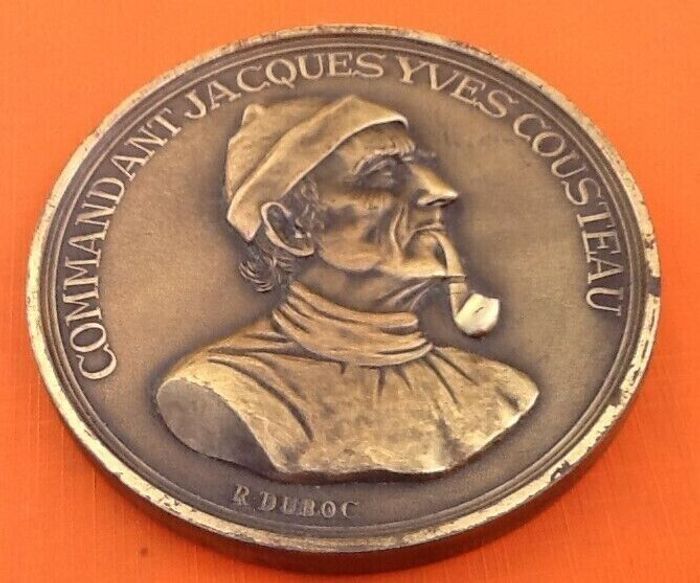 COMMANDANT JACQUES YVES COUSTEAU
R DUBOC